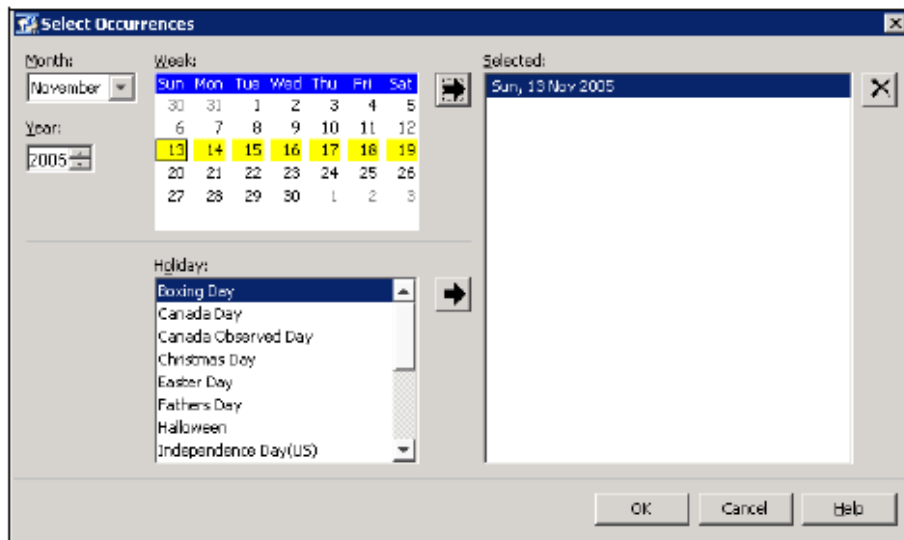 Select Occurrences
Month:
November
Year:
2005
Week:
Sun Mon Tue Wed Thu Fri Sat
30 31 1 2 3 4 5
6 7 8 9 10 11 12
13 14 15 16 17 18 19
20 21 22 23 24 25 26
27 28 29 30 1 2 3
Holiday:
Boxing Day
Canada Day
Canada Observed Day
Christmas Day
Easter Day
Fathers Day
Halloween
Independence Day(US)
Selected:
Sun, 13 Nov 2005
OK Cancel Help